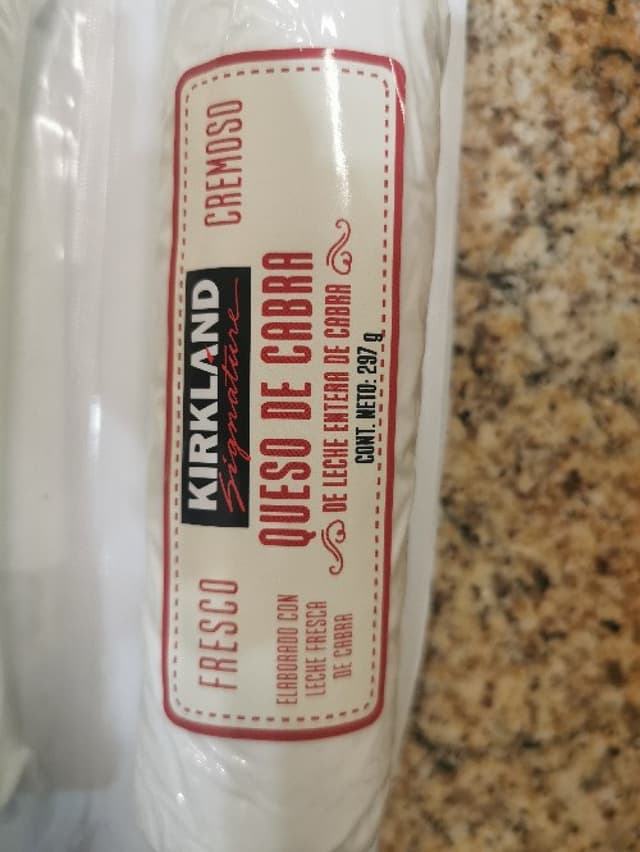 FRESCO
CREMOSO
KIRKLAND
Signature
QUESO DE CABRA
DE LECHE ENTERA DE CABRA
CONT. NETO: 297 g
ELABORADO CON
LECHE FRESCA
DE CABRA